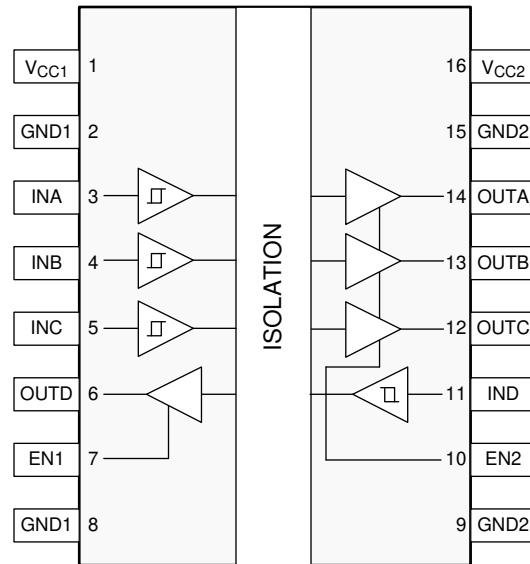 VCC1 1 16 VCC2
GND1 2 15 GND2
INA 3 14 OUTA
INB 4 13 OUTB
INC 5 12 OUTC
OUTD 6 11 IND
EN1 7 10 EN2
GND1 8 9 GND2
ISOLATION